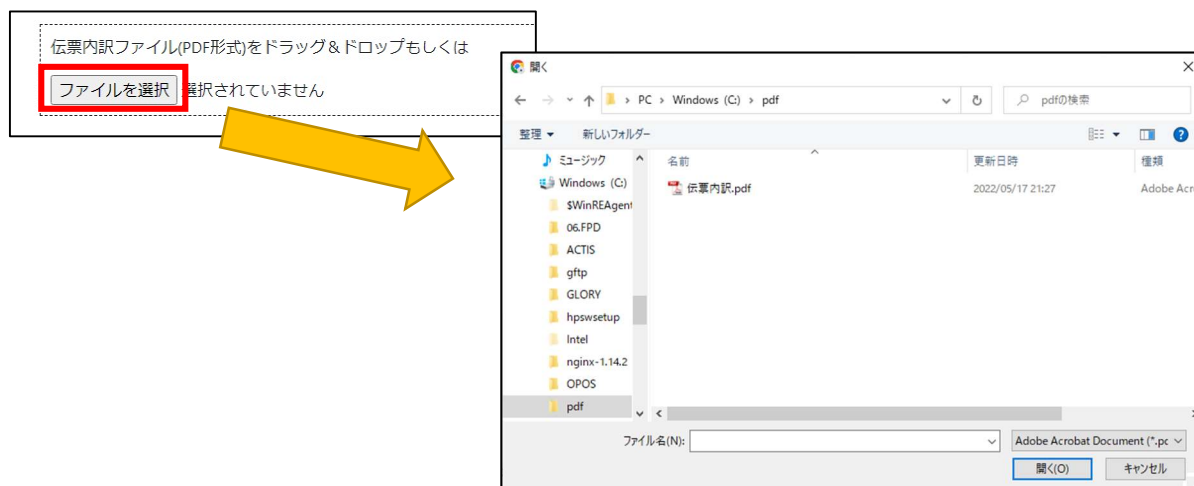 伝票内訳ファイル(PDF形式)をドラッグ＆ドロップもしくは
ファイルを選択 選択されていません
開く
PC › Windows (C:) › pdf
pdfの検索
整理 新しいフォルダー
ミュージック
Windows (C:)
$WinREAgent
06.FPD
ACTIS
gftp
GLORY
hpswsetup
Intel
nginx-1.14.2
OPOS
pdf
名前 更新日時 種類
伝票内訳.pdf 2022/05/17 21:27 Adobe Acr
ファイル名(N):
Adobe Acrobat Document (*.pc
開く(O) キャンセル